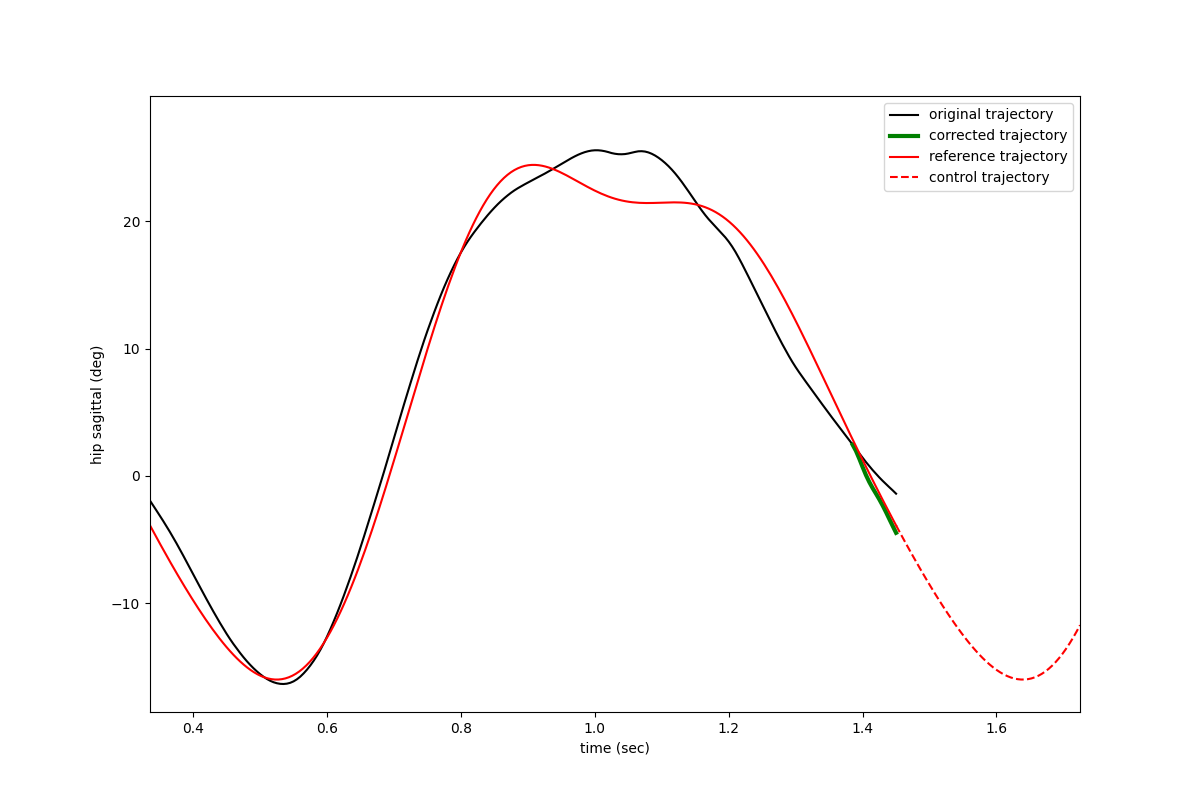 original trajectory
corrected trajectory
reference trajectory
control trajectory
hip sagittal (deg)
20
10
0
−10
0.4 0.6 0.8 1.0 1.2 1.4 1.6
time (sec)